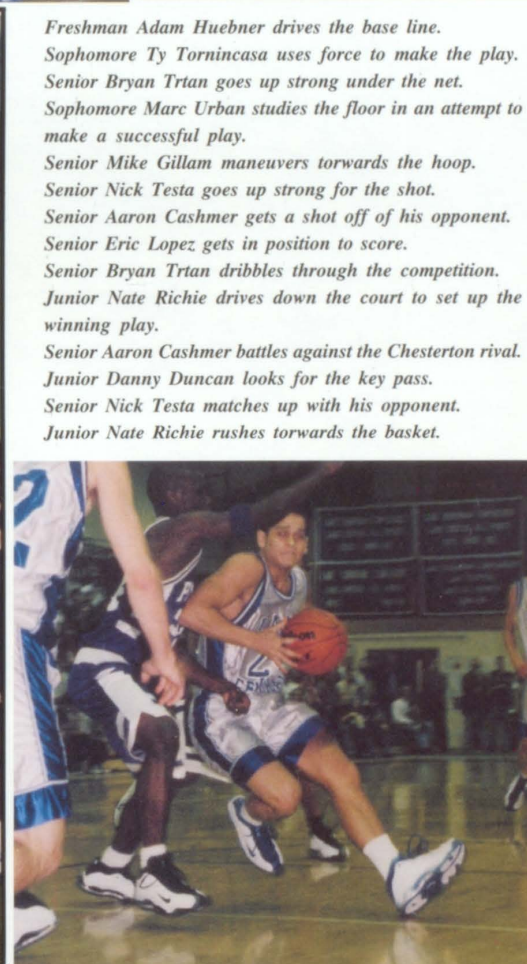 Freshman Adam Huebner drives the base line.
Sophomore Ty Tornincasa uses force to make the play.
Senior Bryan Trtan goes up strong under the net.
Sophomore Marc Urban studies the floor in an attempt to
make a successful play.
Senior Mike Gillam maneuvers torwards the hoop.
Senior Nick Testa goes up strong for the shot.
Senior Aaron Cashmer gets a shot off of his opponent.
Senior Eric Lopez gets in position to score.
Senior Bryan Trtan dribbles through the competition.
Junior Nate Richie drives down the court to set up the
winning play.
Senior Aaron Cashmer battles against the Chesterton rival.
Junior Danny Duncan looks for the key pass.
Senior Nick Testa matches up with his opponent.
Junior Nate Richie rushes torwards the basket.
2
2